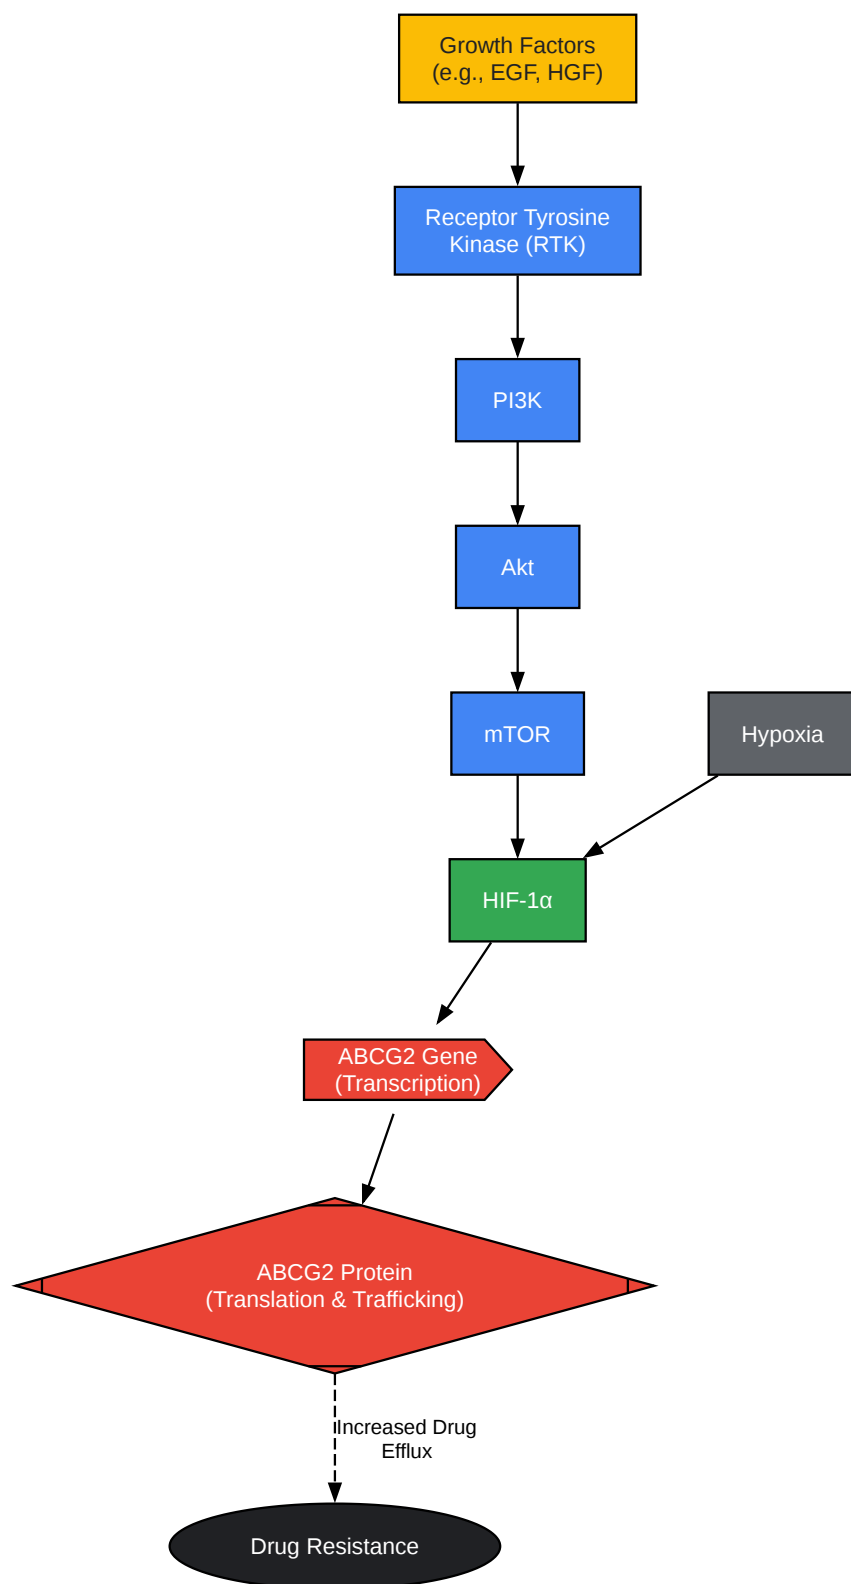 Growth Factors
(e.g., EGF, HGF)
Receptor Tyrosine
Kinase (RTK)
PI3K
Akt
mTOR
Hypoxia
HIF-1α
ABCG2 Gene
(Transcription)
ABCG2 Protein
(Translation & Trafficking)
Increased Drug
Efflux
Drug Resistance